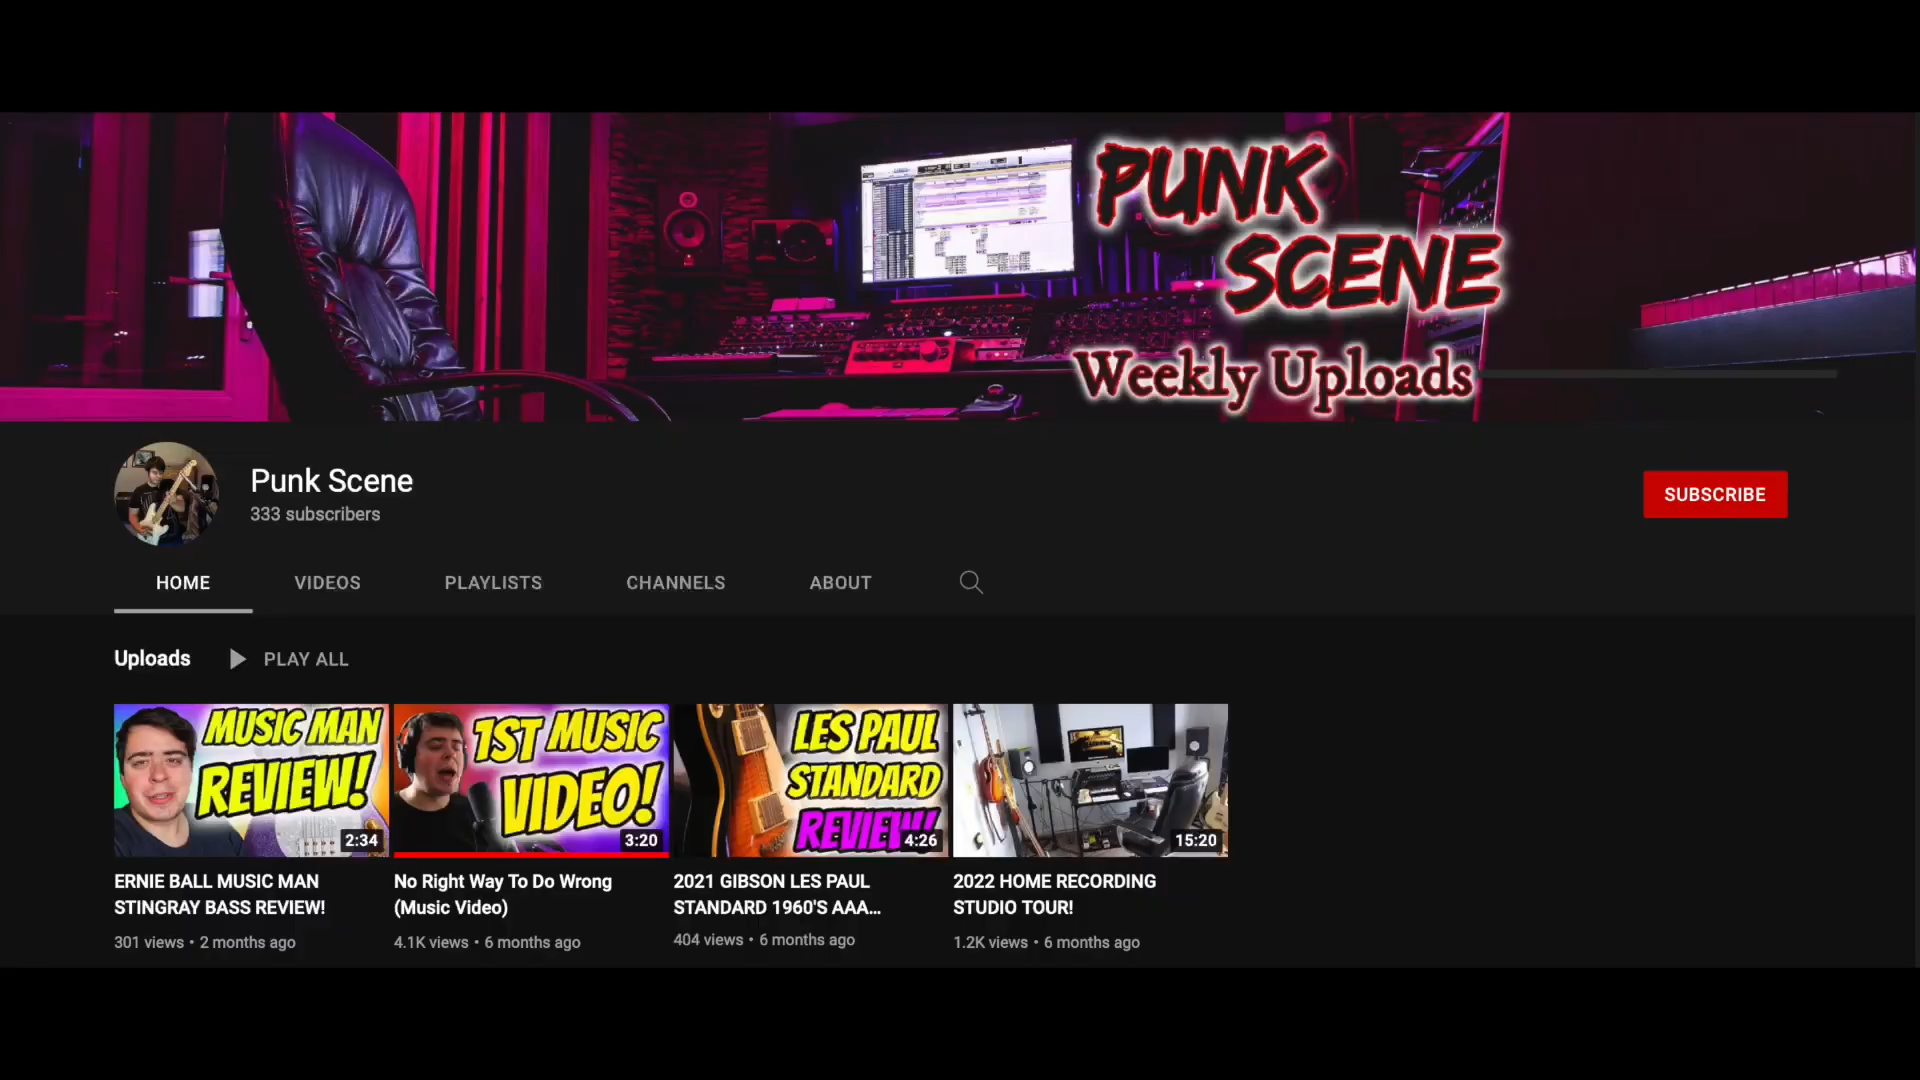 PUNK
SCENE
Weekly Uploads
Punk Scene
333 subscribers
SUBSCRIBE
HOME VIDEOS PLAYLISTS CHANNELS ABOUT
Uploads PLAY ALL
MUSIC MAN
REVIEW!
2:34
1ST MUSIC
VIDEO!
3:20
LES PAUL
STANDARD
REVIEW!
4:26
15:20
ERNIE BALL MUSIC MAN
STINGRAY BASS REVIEW!
301 views • 2 months ago
No Right Way To Do Wrong
(Music Video)
4.1K views • 6 months ago
2021 GIBSON LES PAUL
STANDARD 1960'S AAA...
404 views • 6 months ago
2022 HOME RECORDING
STUDIO TOUR!
1.2K views • 6 months ago